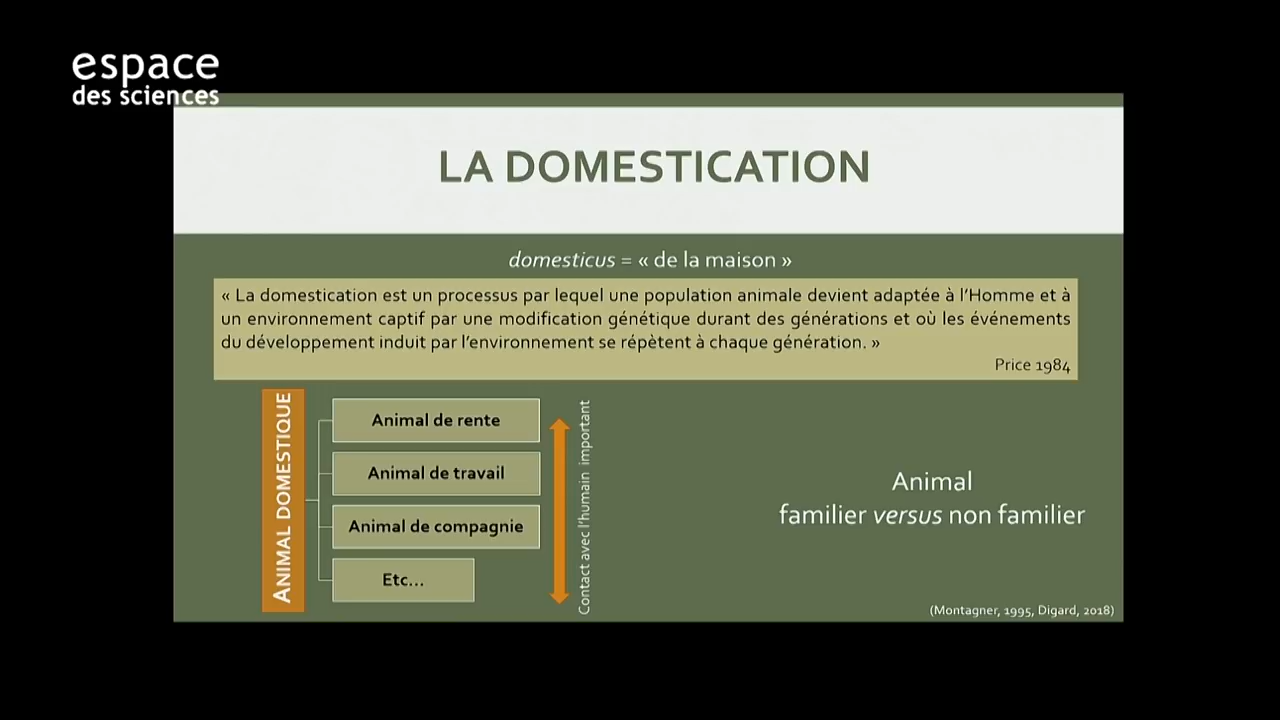 espace
des sciences
LA DOMESTICATION
domesticus = « de la maison »
« La domestication est un processus par lequel une population animale devient adaptée à l'Homme et à
un environnement captif par une modification génétique durant des générations et où les événements
du développement induit par l'environnement se répètent à chaque génération. »
Price 1984
ANIMAL DOMESTIQUE
Animal de rente
Animal de travail
Animal de compagnie
Etc...
Contact avec l'humain important
Animal
familier versus non familier
(Montagner, 1995, Digard, 2018)